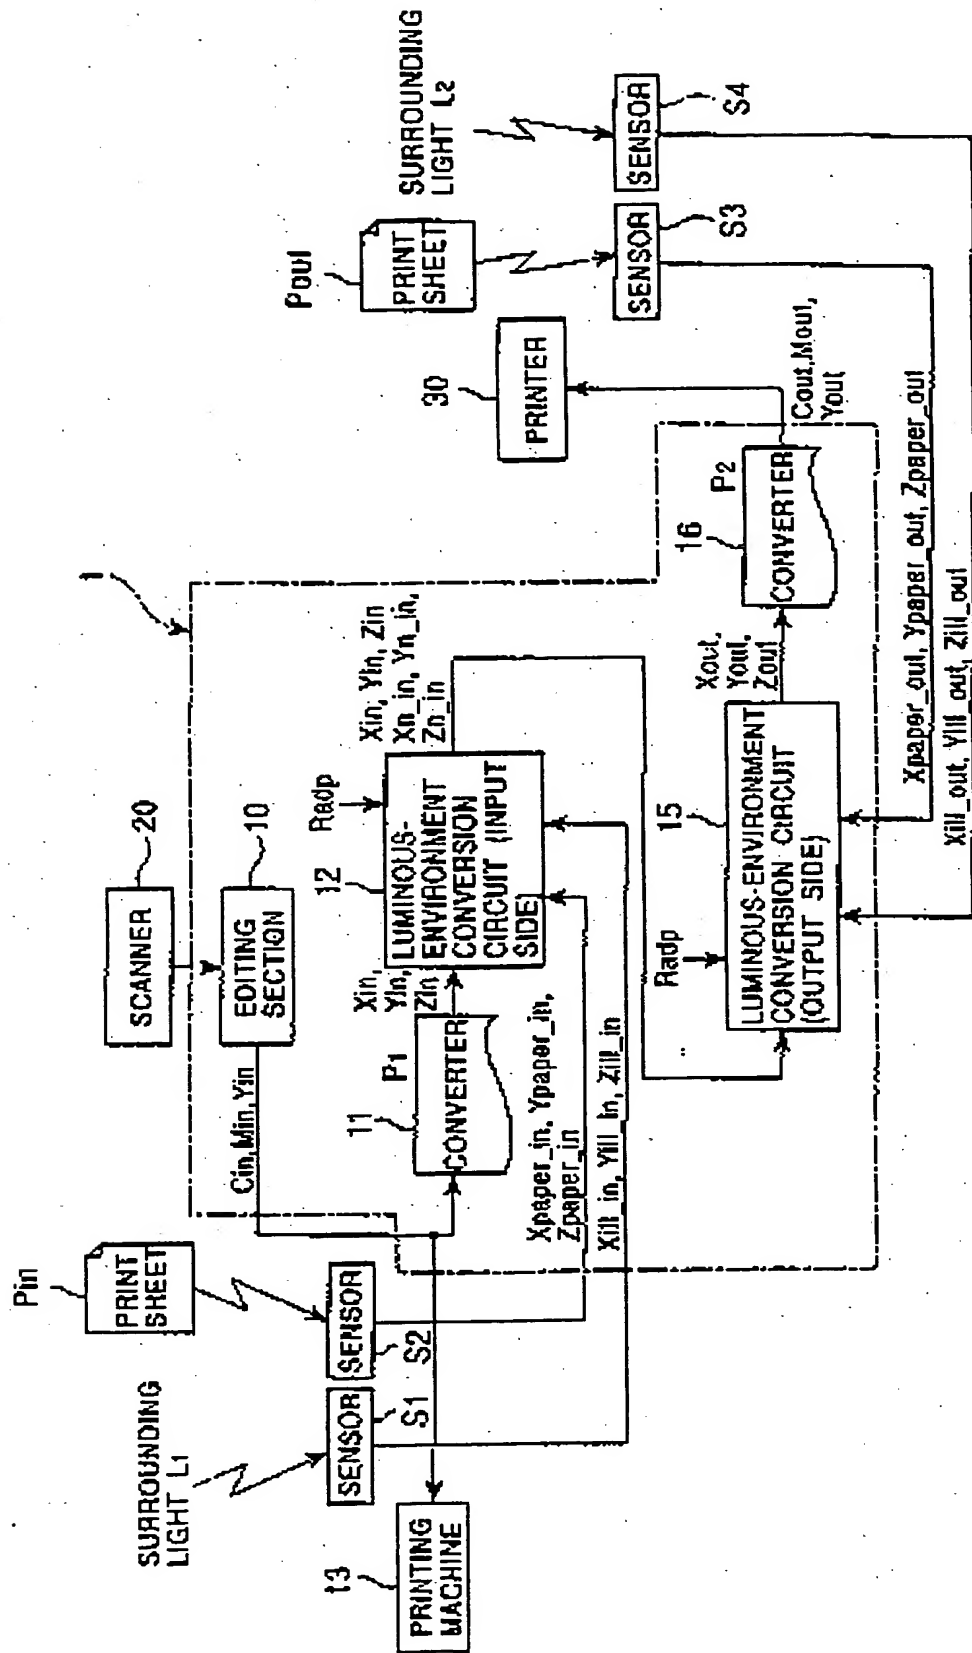 SURROUNDING
LIGHT L1
Pin
PRINT
SHEET
SENSOR
S1
SENSOR
S2
13
PRINTING
MACHINE
20
SCANNER
10
EDITING
SECTION
Cin,Min,Yin
1
11
P1
CONVERTER
Xin,
Yin,
Zin
12
Radp
LUMINOUS-
ENVIRONMENT
CONVERSION
CIRCUIT (INPUT
SIDE)
Xin, Yin, Zin
Xn_in, Yn_in,
Zn_in
Xpaper_in, Ypaper_in,
Zpaper_in
Xill_in, Yill_in, Zill_in
15
Radp
LUMINOUS-ENVIRONMENT
CONVERSION CIRCUIT
(OUTPUT SIDE)
Xout,
Yout,
Zout
16
P2
CONVERTER
Cout,Mout,
Yout
30
PRINTER
Pout
PRINT
SHEET
SURROUNDING
LIGHT L2
SENSOR
S3
SENSOR
S4
Xpaper_out, Ypaper_out, Zpaper_out
Xill_out, Yill_out, Zill_out